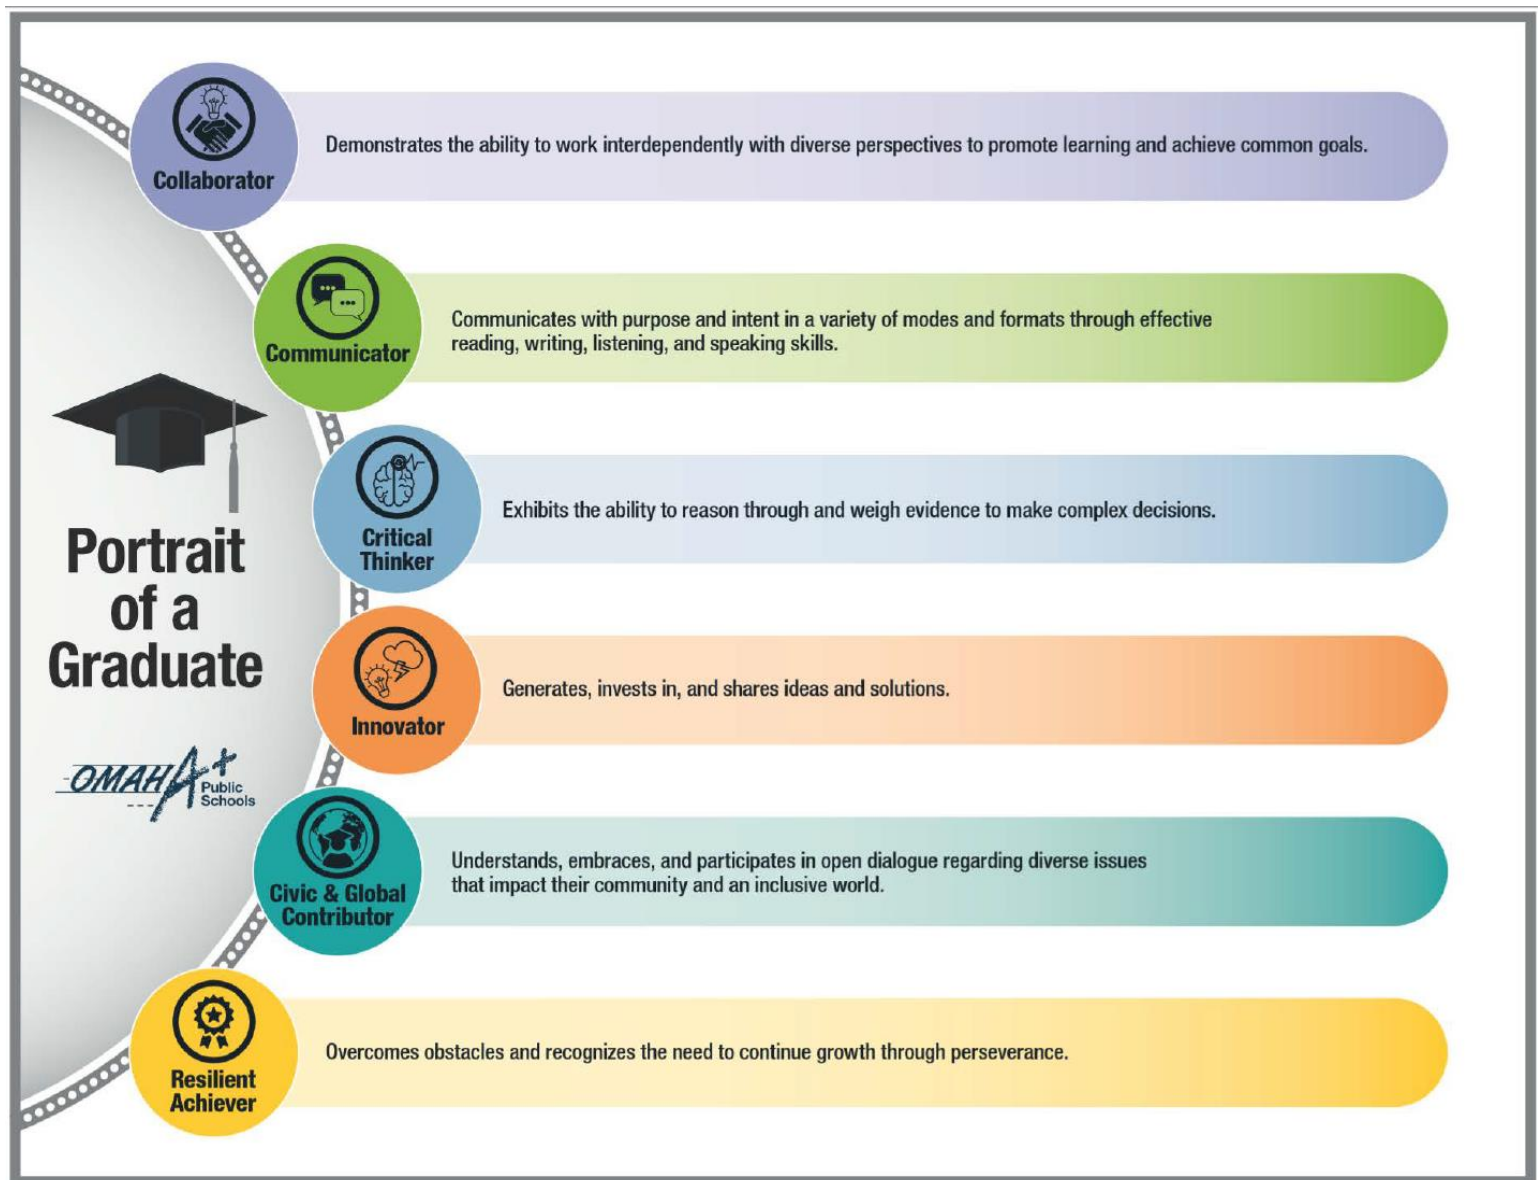 Portrait
of a
Graduate
OMAHA+
Public
Schools
Collaborator
Demonstrates the ability to work interdependently with diverse perspectives to promote learning and achieve common goals.
Communicator
Communicates with purpose and intent in a variety of modes and formats through effective
reading, writing, listening, and speaking skills.
Critical
Thinker
Exhibits the ability to reason through and weigh evidence to make complex decisions.
Innovator
Generates, invests in, and shares ideas and solutions.
Civic & Global
Contributor
Understands, embraces, and participates in open dialogue regarding diverse issues
that impact their community and an inclusive world.
Resilient
Achiever
Overcomes obstacles and recognizes the need to continue growth through perseverance.